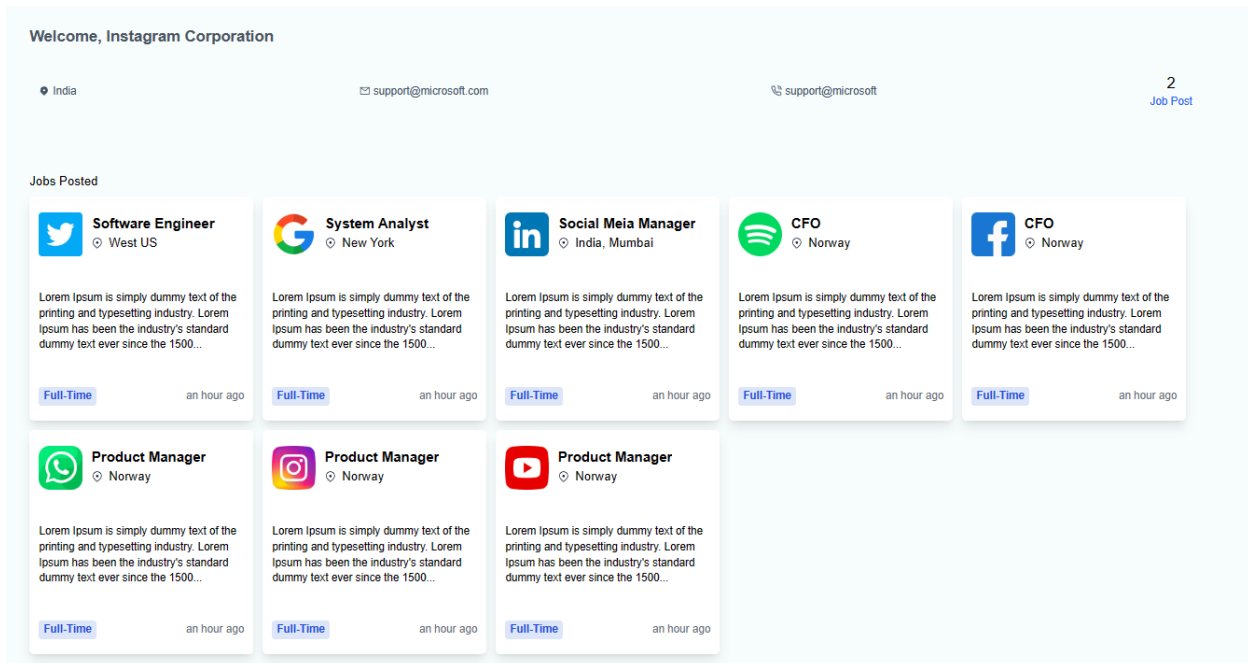 Welcome, Instagram Corporation
India
support@microsoft.com
support@microsoft
2
Job Post
Jobs Posted
Software Engineer
West US
Lorem Ipsum is simply dummy text of the
printing and typesetting industry. Lorem
Ipsum has been the industry's standard
dummy text ever since the 1500...
Full-Time
an hour ago
System Analyst
New York
Lorem Ipsum is simply dummy text of the
printing and typesetting industry. Lorem
Ipsum has been the industry's standard
dummy text ever since the 1500...
Full-Time
an hour ago
in
Social Meia Manager
India, Mumbai
Lorem Ipsum is simply dummy text of the
printing and typesetting industry. Lorem
Ipsum has been the industry's standard
dummy text ever since the 1500...
Full-Time
an hour ago
CFO
Norway
Lorem Ipsum is simply dummy text of the
printing and typesetting industry. Lorem
Ipsum has been the industry's standard
dummy text ever since the 1500...
Full-Time
an hour ago
f
CFO
Norway
Lorem Ipsum is simply dummy text of the
printing and typesetting industry. Lorem
Ipsum has been the industry's standard
dummy text ever since the 1500...
Full-Time
an hour ago
Product Manager
Norway
Lorem Ipsum is simply dummy text of the
printing and typesetting industry. Lorem
Ipsum has been the industry's standard
dummy text ever since the 1500...
Full-Time
an hour ago
Product Manager
Norway
Lorem Ipsum is simply dummy text of the
printing and typesetting industry. Lorem
Ipsum has been the industry's standard
dummy text ever since the 1500...
Full-Time
an hour ago
Product Manager
Norway
Lorem Ipsum is simply dummy text of the
printing and typesetting industry. Lorem
Ipsum has been the industry's standard
dummy text ever since the 1500...
Full-Time
an hour ago